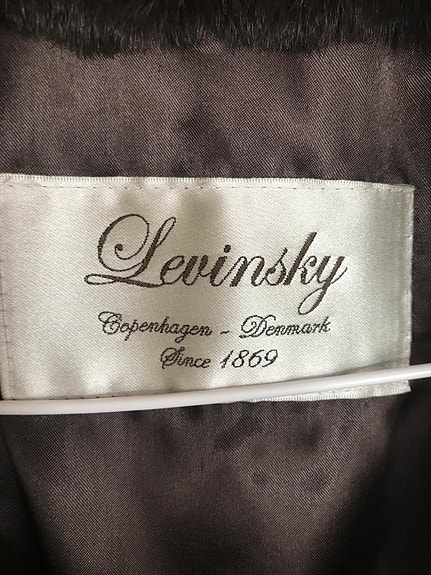 Levinsky
Copenhagen - Denmark
Since 1869